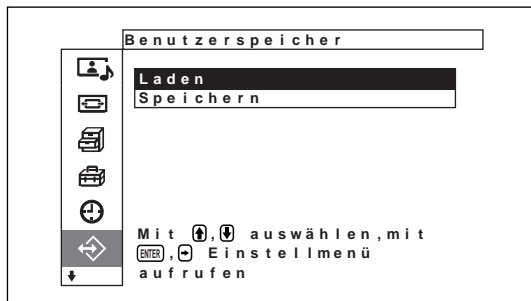 Benutzerspeicher
Laden
Speichern
Mit ↑,↓ auswählen,mit
ENTER,→ Einstellmenü
aufrufen